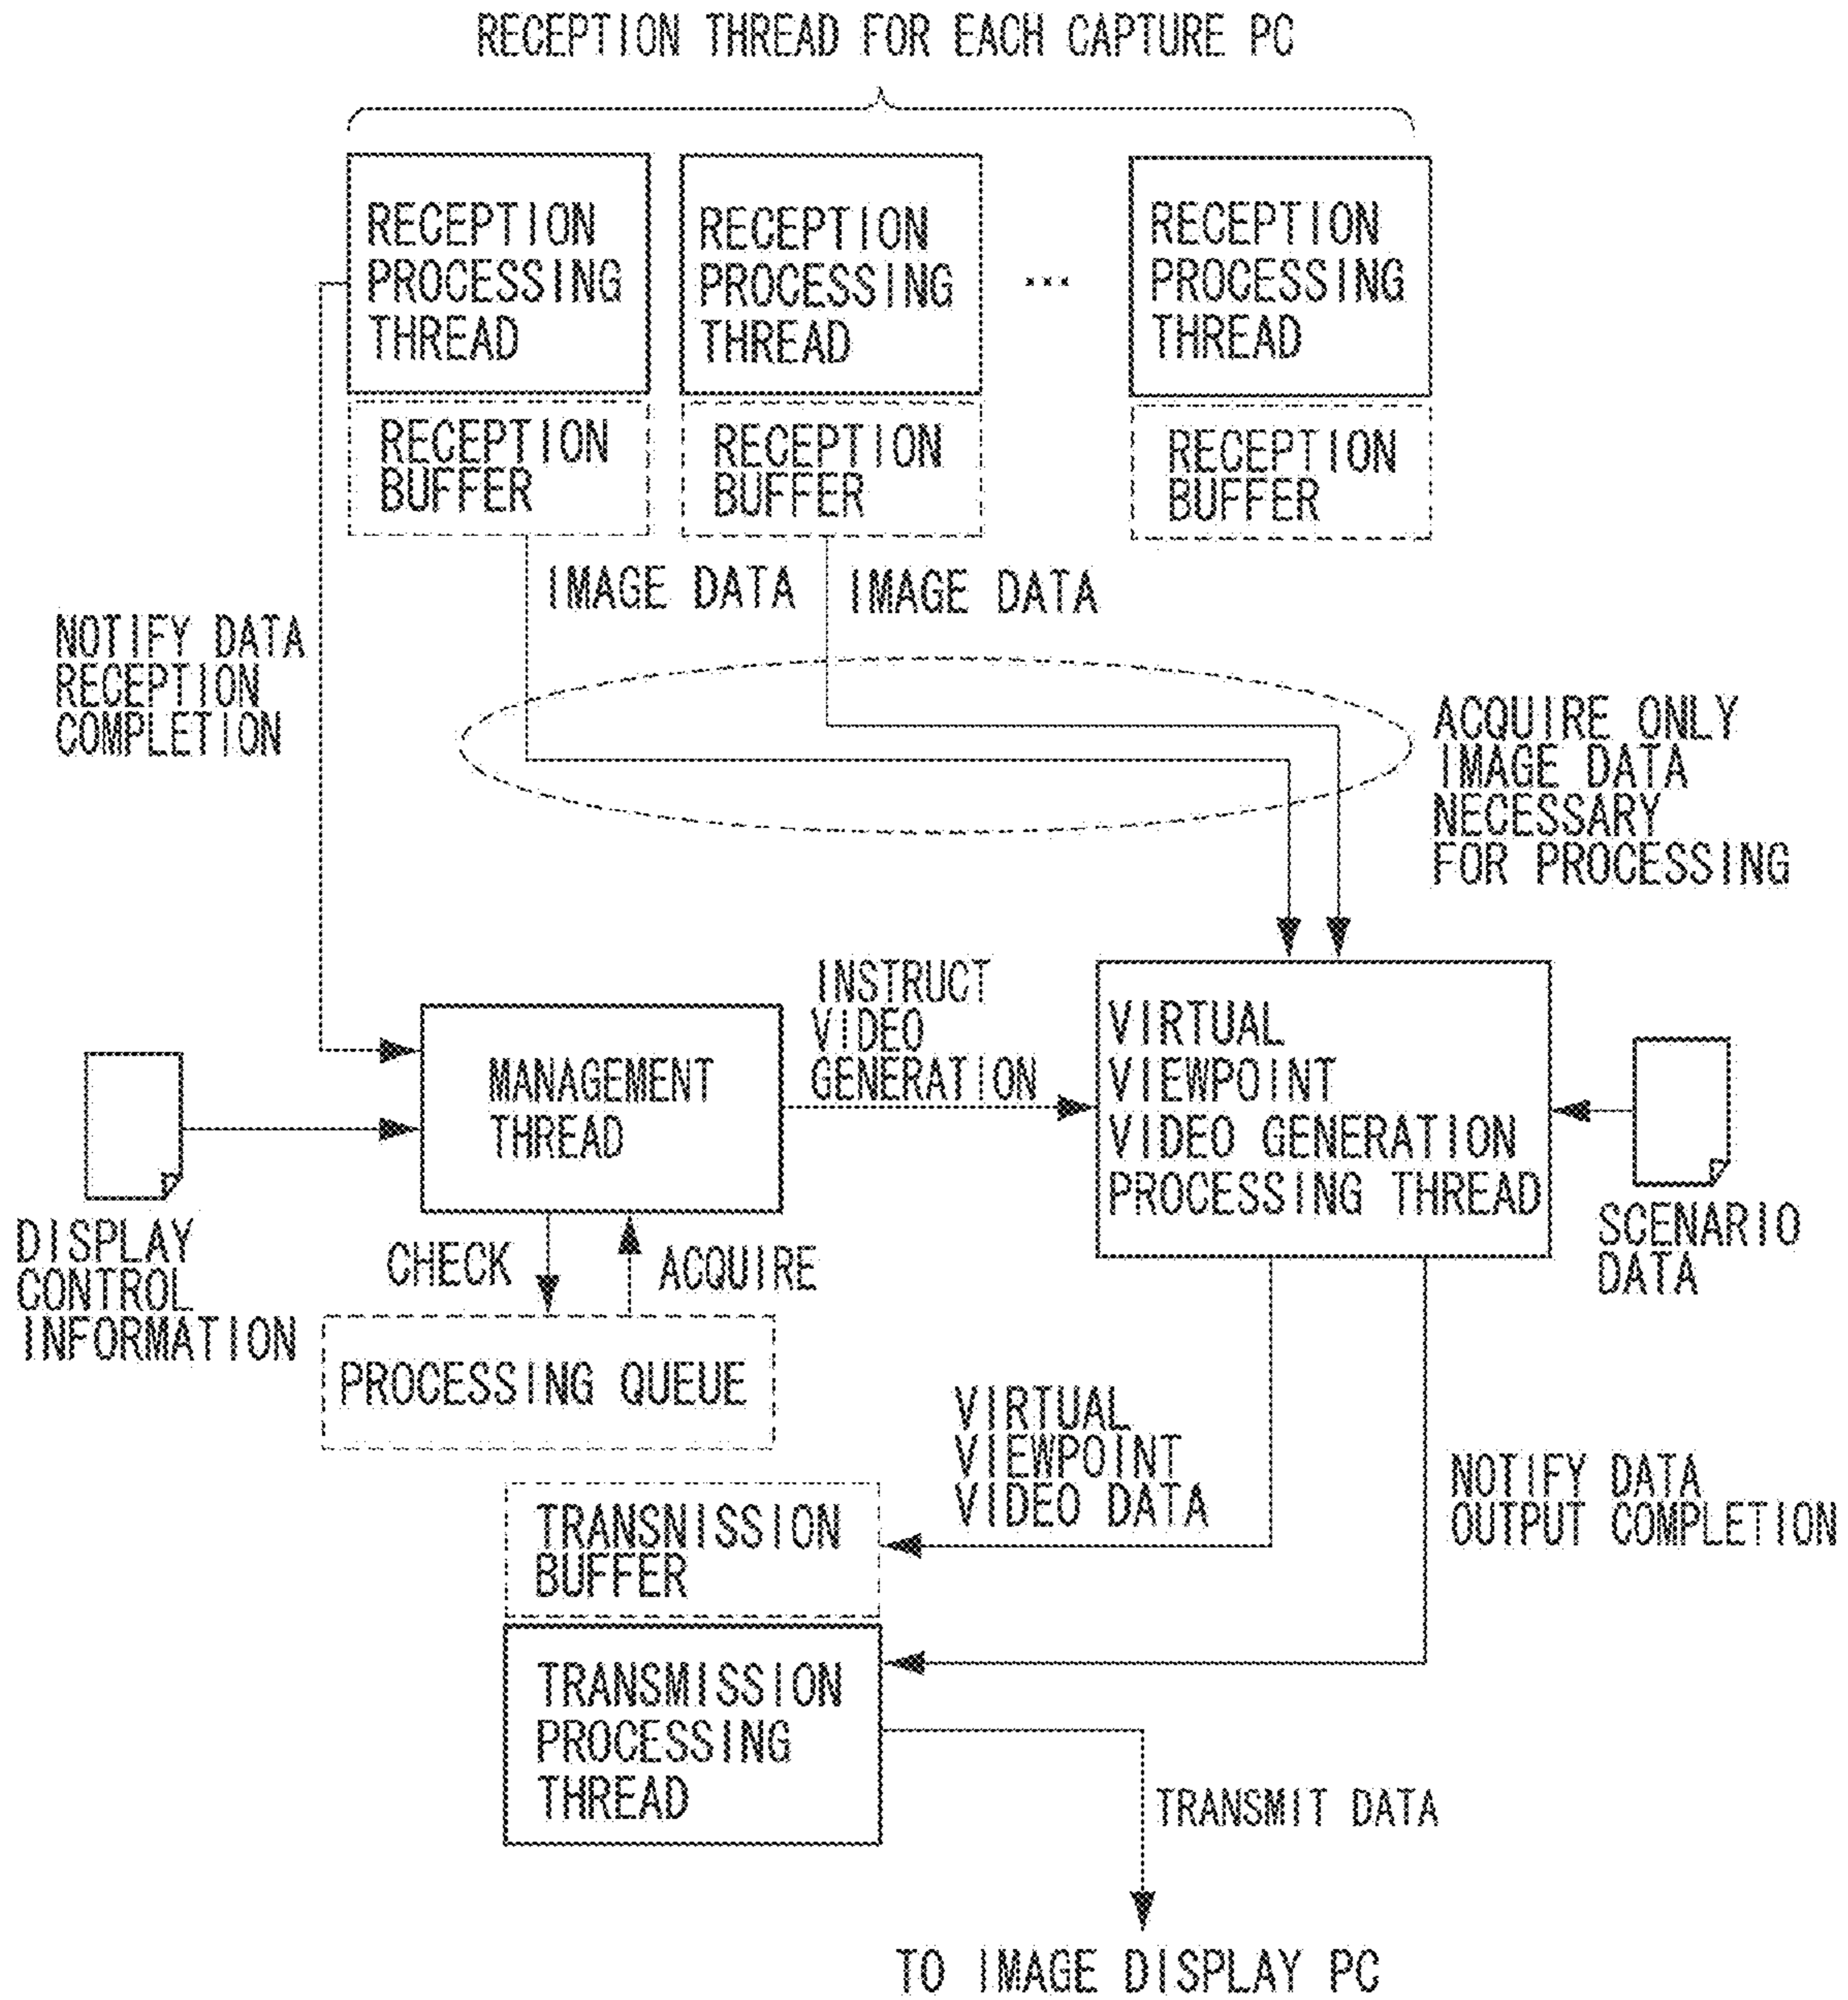 RECEPTION THREAD FOR EACH CAPTURE PC
RECEPTION
PROCESSING
THREAD
RECEPTION
PROCESSING
THREAD
...
RECEPTION
PROCESSING
THREAD
RECEPTION
BUFFER
RECEPTION
BUFFER
RECEPTION
BUFFER
IMAGE DATA
IMAGE DATA
NOTIFY DATA
RECEPTION
COMPLETION
ACQUIRE ONLY
IMAGE DATA
NECESSARY
FOR PROCESSING
INSTRUCT
VIDEO
GENERATION
MANAGEMENT
THREAD
VIRTUAL
VIEWPOINT
VIDEO GENERATION
PROCESSING THREAD
DISPLAY
CONTROL
INFORMATION
SCENARIO
DATA
CHECK
ACQUIRE
PROCESSING QUEUE
VIRTUAL
VIEWPOINT
VIDEO DATA
NOTIFY DATA
OUTPUT COMPLETION
TRANSNISSION
BUFFER
TRANSMISSION
PROCESSING
THREAD
TRANSMIT DATA
TO IMAGE DISPLAY PC